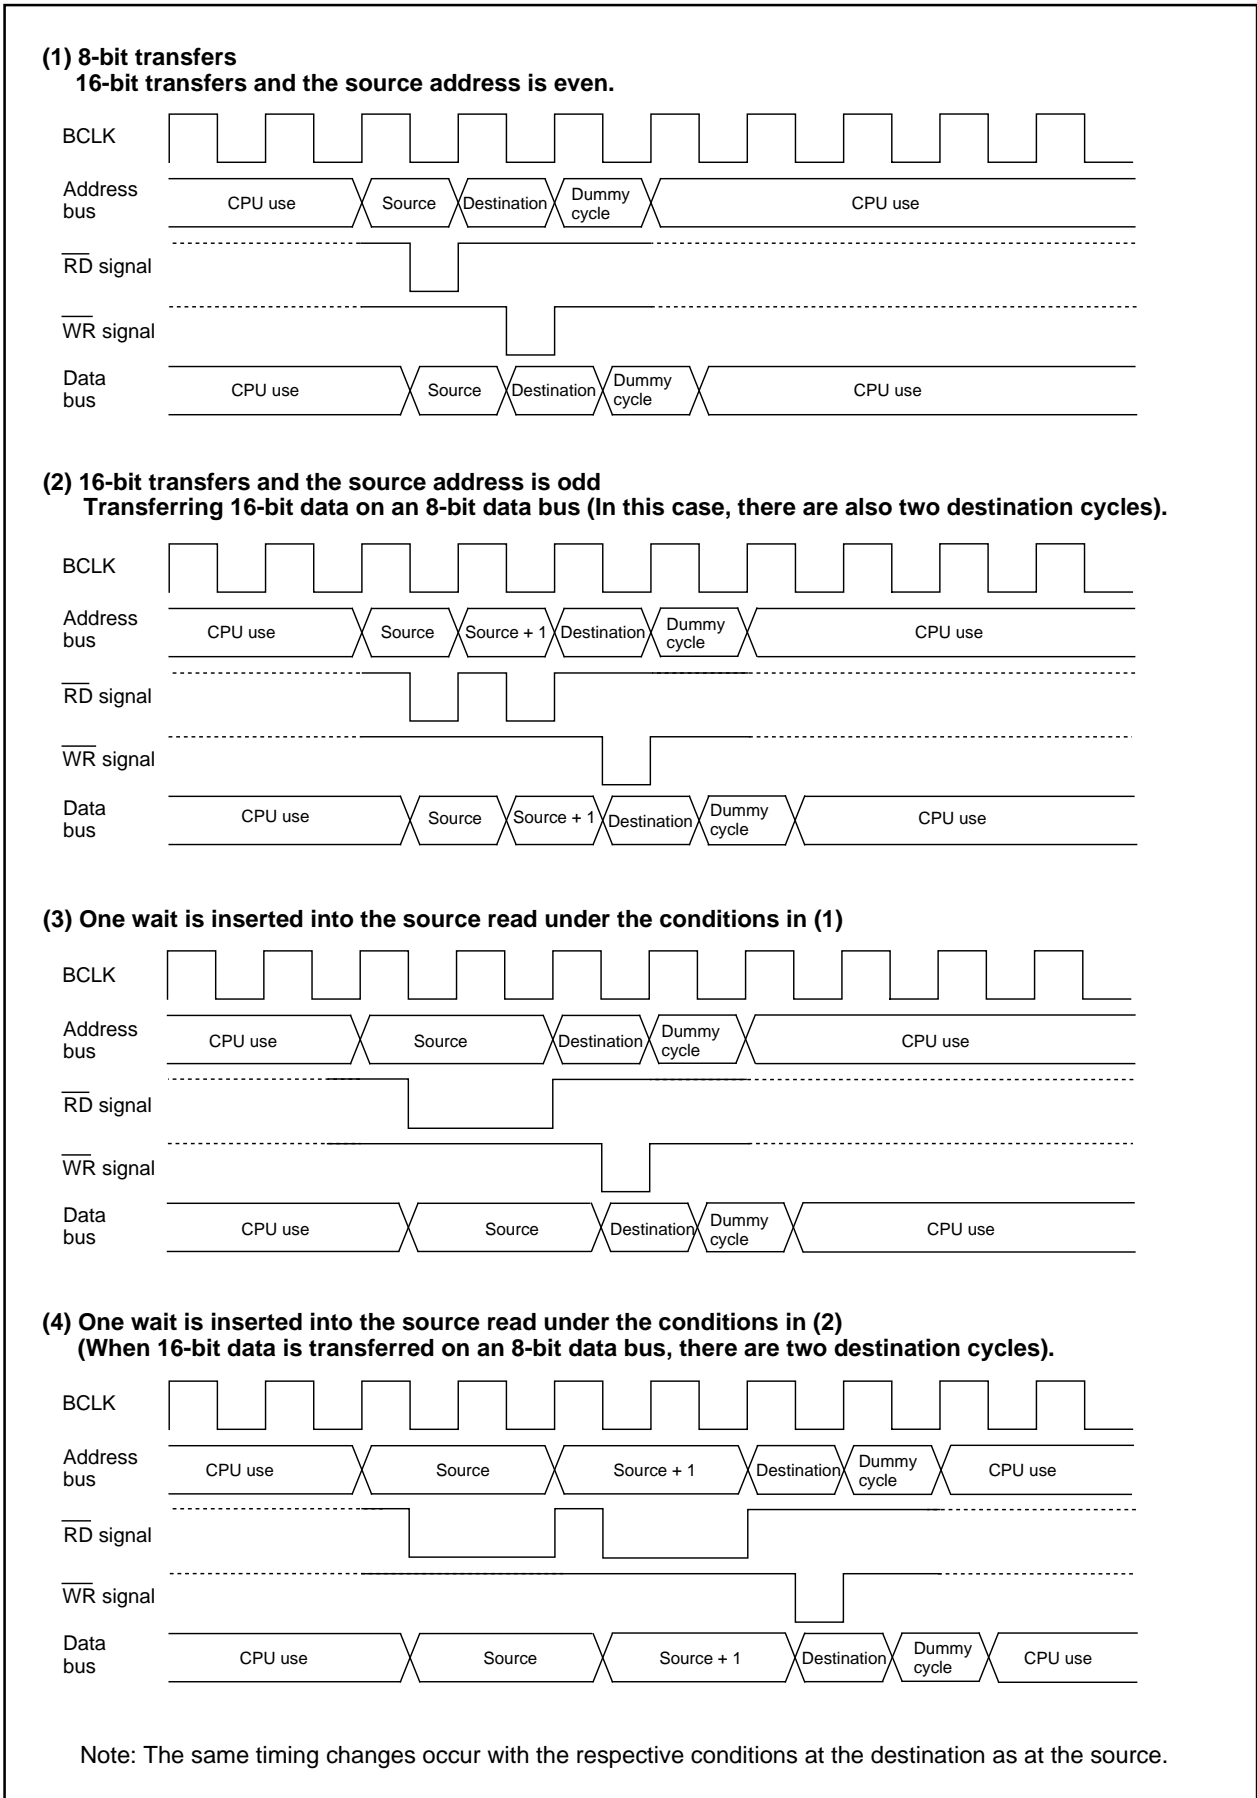 (1) 8-bit transfers
16-bit transfers and the source address is even.
BCLK
Address
bus
CPU use
Source
Destination
Dummy
cycle
CPU use
RD signal
WR signal
Data
bus
CPU use
Source
Destination
Dummy
cycle
CPU use
(2) 16-bit transfers and the source address is odd
Transferring 16-bit data on an 8-bit data bus (In this case, there are also two destination cycles).
BCLK
Address
bus
CPU use
Source
Source + 1
Destination
Dummy
cycle
CPU use
RD signal
WR signal
Data
bus
CPU use
Source
Source + 1
Destination
Dummy
cycle
CPU use
(3) One wait is inserted into the source read under the conditions in (1)
BCLK
Address
bus
CPU use
Source
Destination
Dummy
cycle
CPU use
RD signal
WR signal
Data
bus
CPU use
Source
Destination
Dummy
cycle
CPU use
(4) One wait is inserted into the source read under the conditions in (2)
(When 16-bit data is transferred on an 8-bit data bus, there are two destination cycles).
BCLK
Address
bus
CPU use
Source
Source + 1
Destination
Dummy
cycle
CPU use
RD signal
WR signal
Data
bus
CPU use
Source
Source + 1
Destination
Dummy
cycle
CPU use
Note: The same timing changes occur with the respective conditions at the destination as at the source.